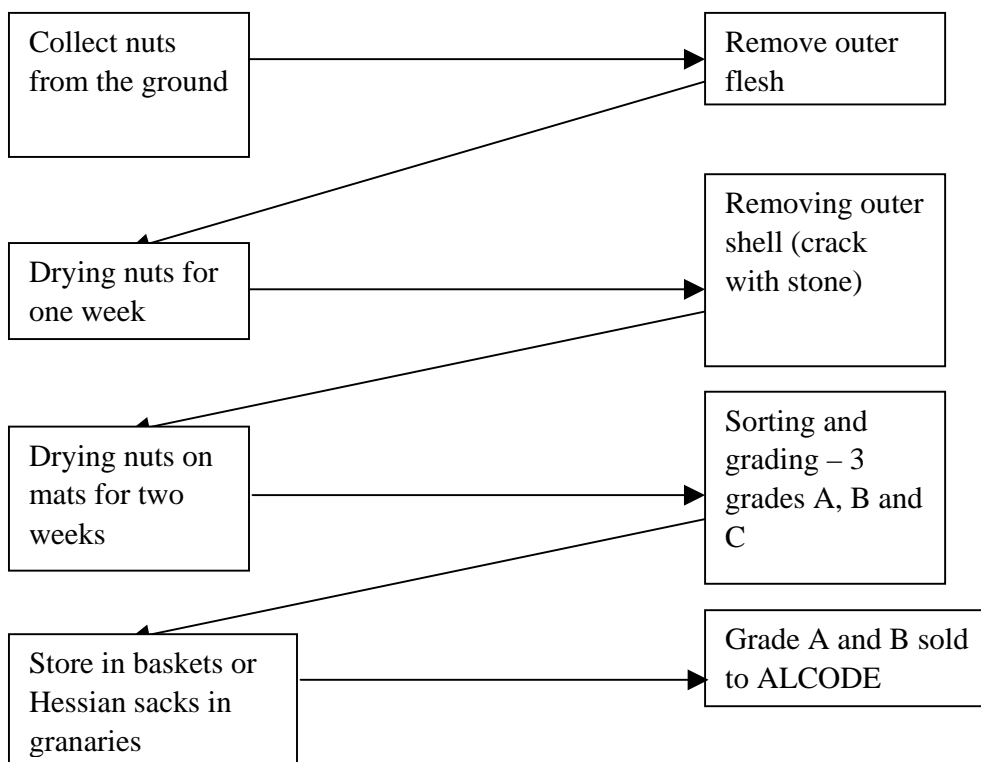 Collect nuts
from the ground
Remove outer
flesh
Drying nuts for
one week
Removing outer
shell (crack
with stone)
Drying nuts on
mats for two
weeks
Sorting and
grading – 3
grades A, B and
C
Store in baskets or
Hessian sacks in
granaries
Grade A and B sold
to ALCODE